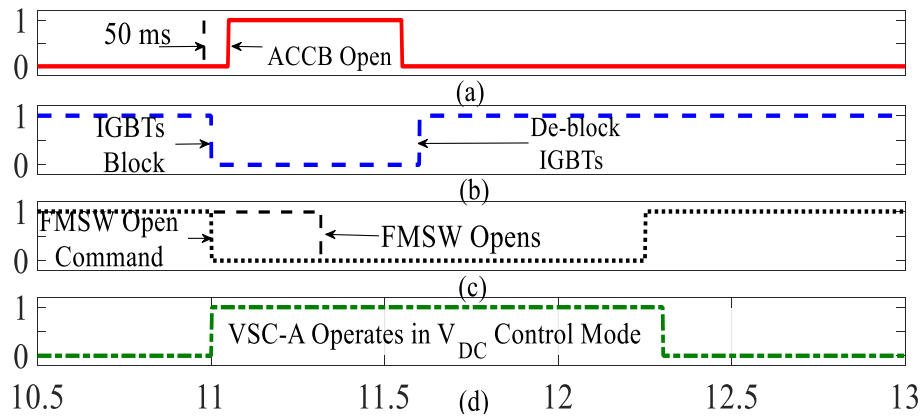 1
50 ms
ACCB Open
0
(a)
1
IGBTs
Block
De-block
IGBTs
0
(b)
1
FMSW Open
Command
FMSW Opens
0
(c)
1
VSC-A Operates in V_DC Control Mode
0
10.5 11 11.5 12 12.5 13
(d)